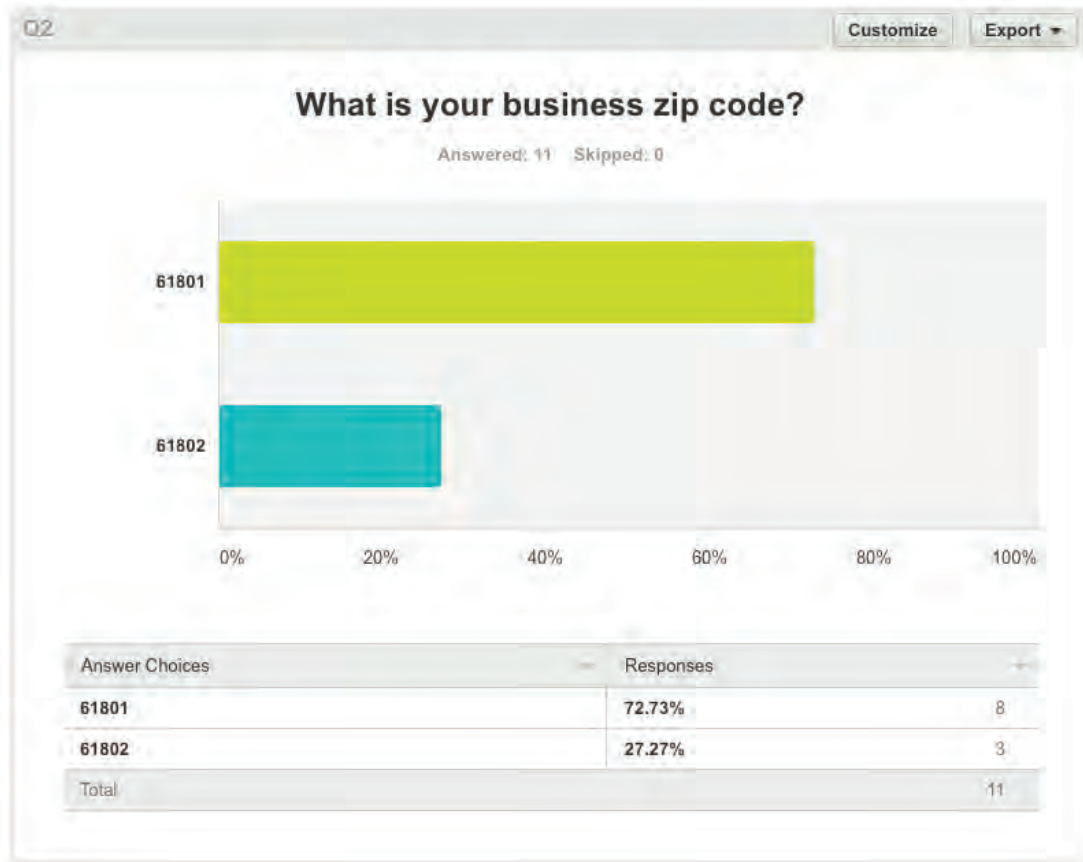 Q2
Customize
Export
What is your business zip code?
Answered: 11 Skipped: 0
61801
61802
0% 20% 40% 60% 80% 100%
Answer Choices Responses
61801 72.73% 8
61802 27.27% 3
Total 11